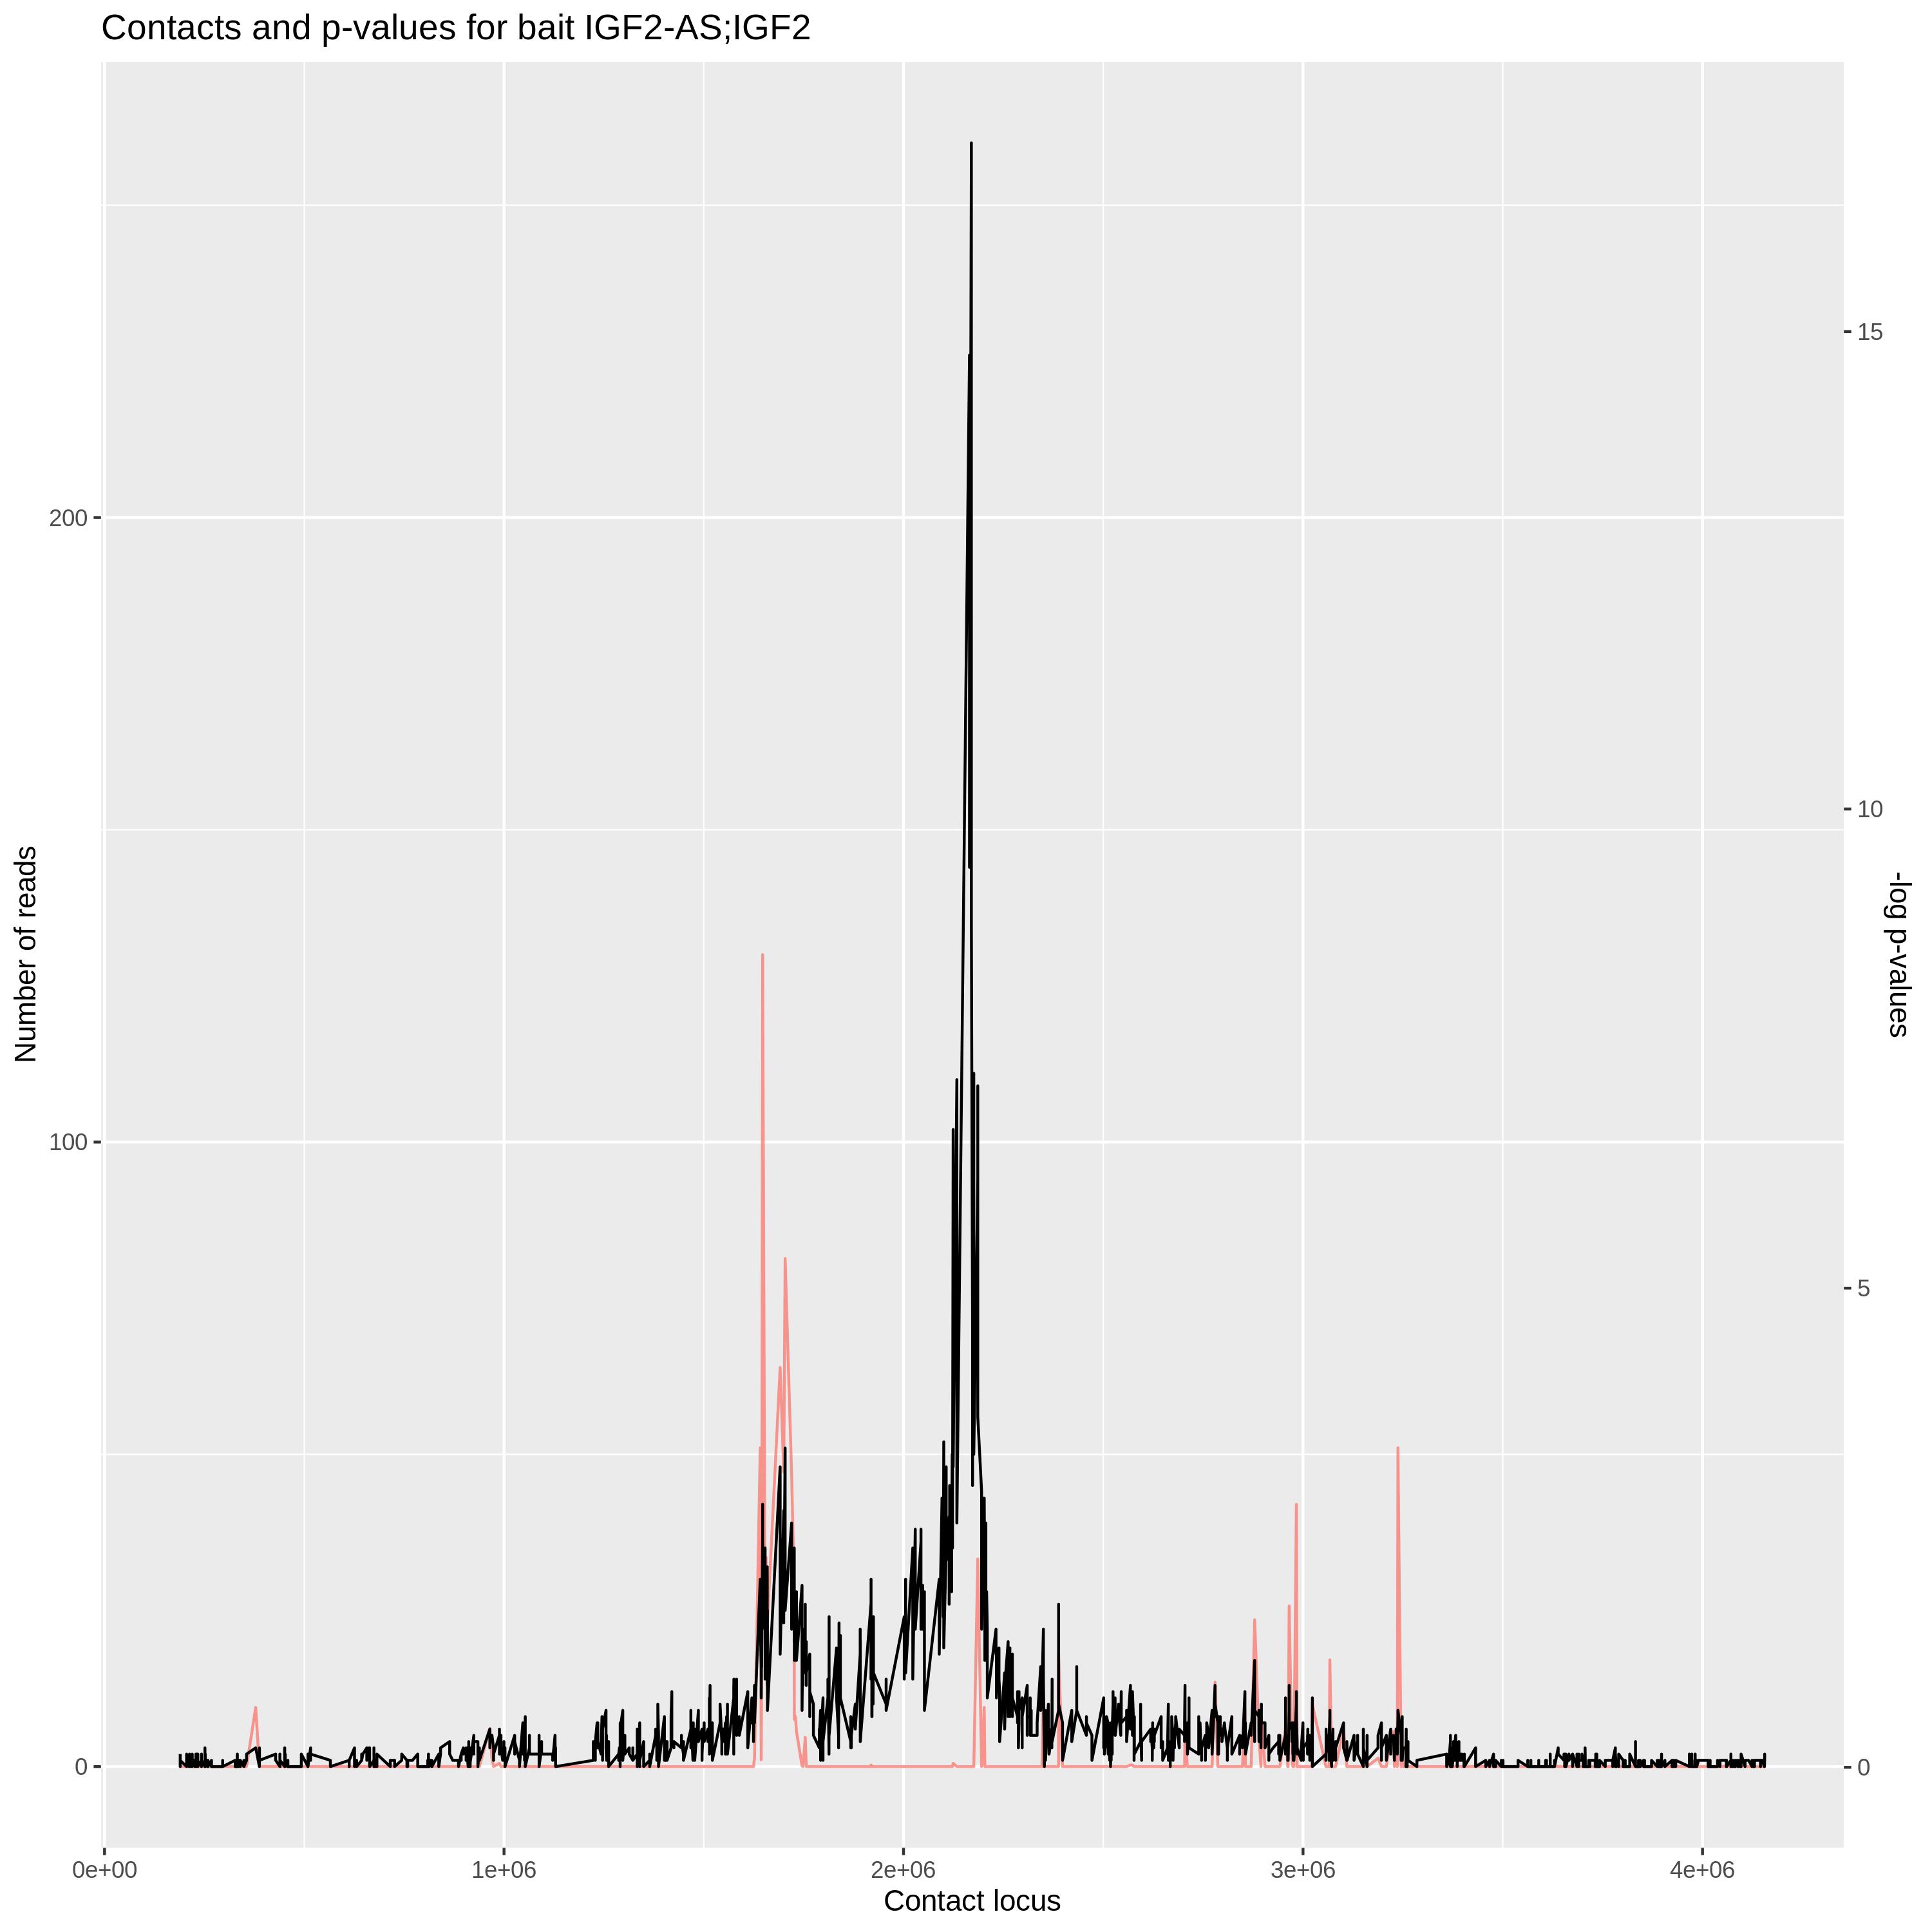 Contacts and p-values for bait IGF2-AS;IGF2
Number of reads
200
100
0
15
10
5
0
-log p-values
0e+00
1e+06
2e+06
3e+06
4e+06
Contact locus